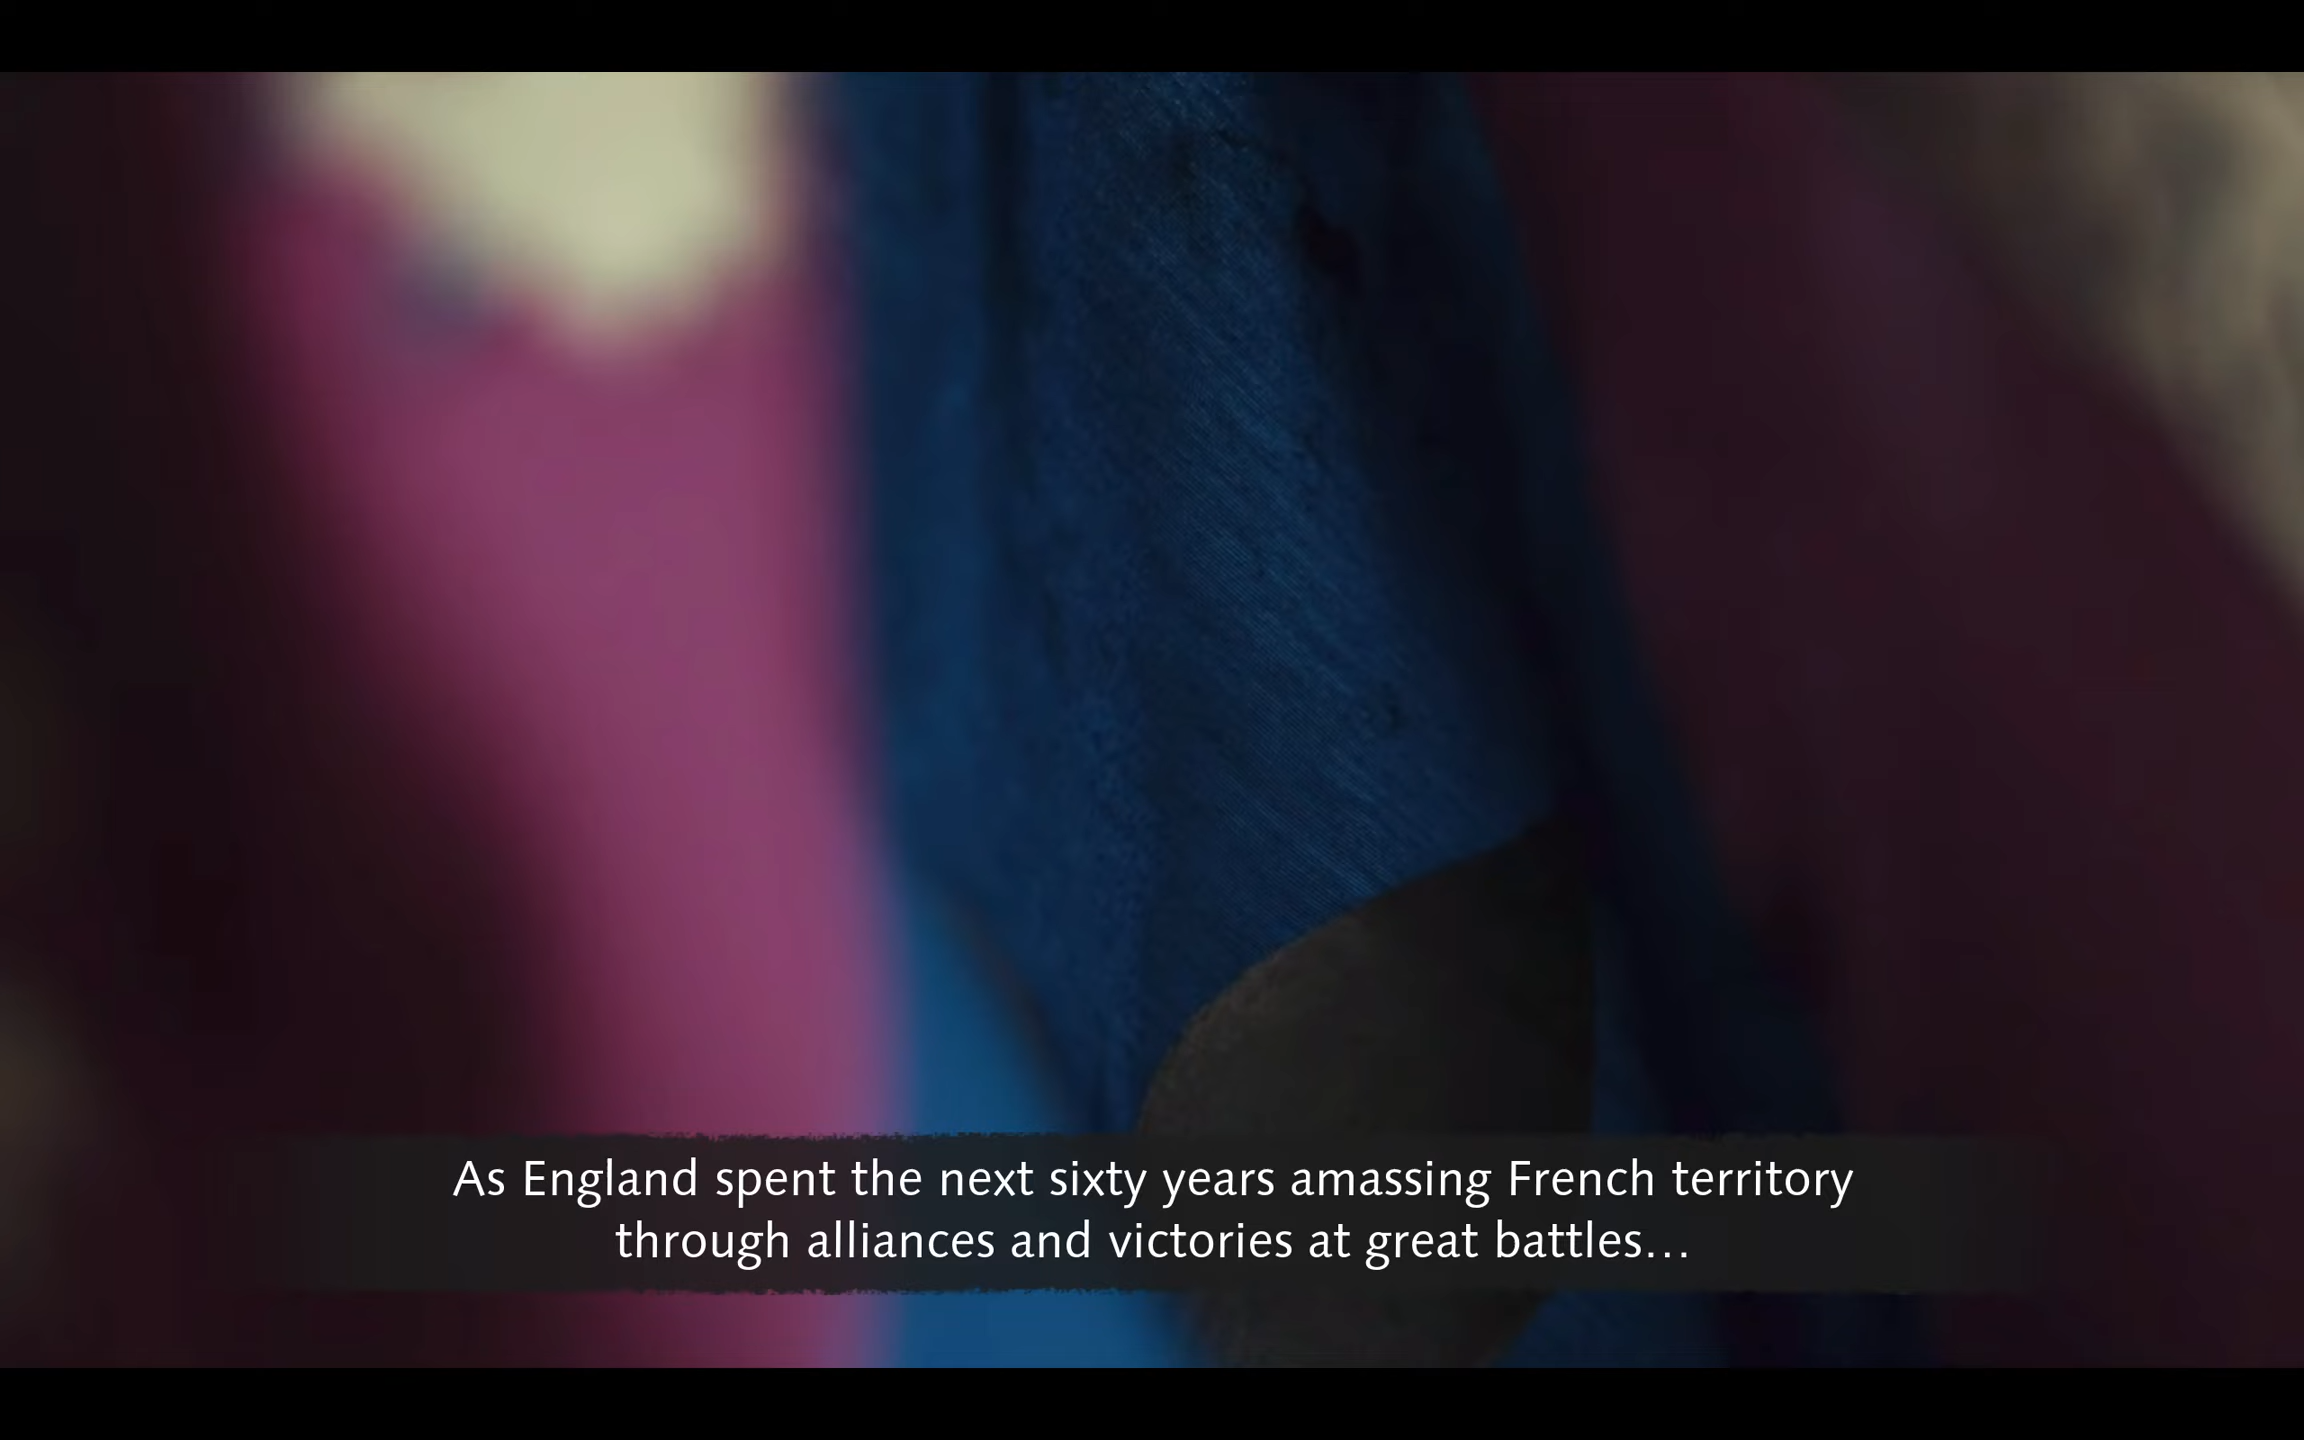 As England spent the next sixty years amassing French territory
through alliances and victories at great battles…